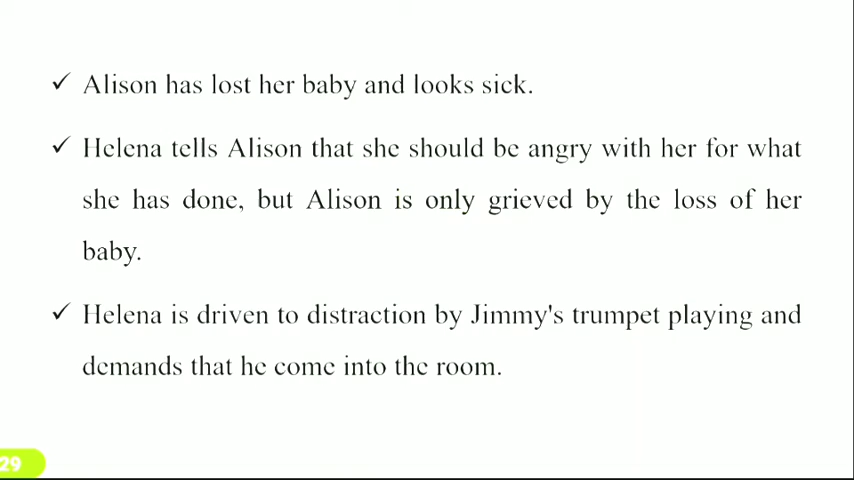 ✓ Alison has lost her baby and looks sick.
✓ Helena tells Alison that she should be angry with her for what
she has done, but Alison is only grieved by the loss of her
baby.
✓ Helena is driven to distraction by Jimmy's trumpet playing and
demands that he come into the room.
29